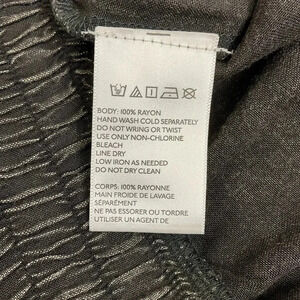 BODY: 100% RAYON
HAND WASH COLD SEPARATELY
DO NOT WRING OR TWIST
USE ONLY NON-CHLORINE
BLEACH
LINE DRY
LOW IRON AS NEEDED
DO NOT DRY CLEAN
CORPS: 100% RAYONNE
MAIN FROIDE DE LAVAGE
SÉPARÉMENT
NE PAS ESSORER OU TORDRE
UTILISER UN AGENT DE